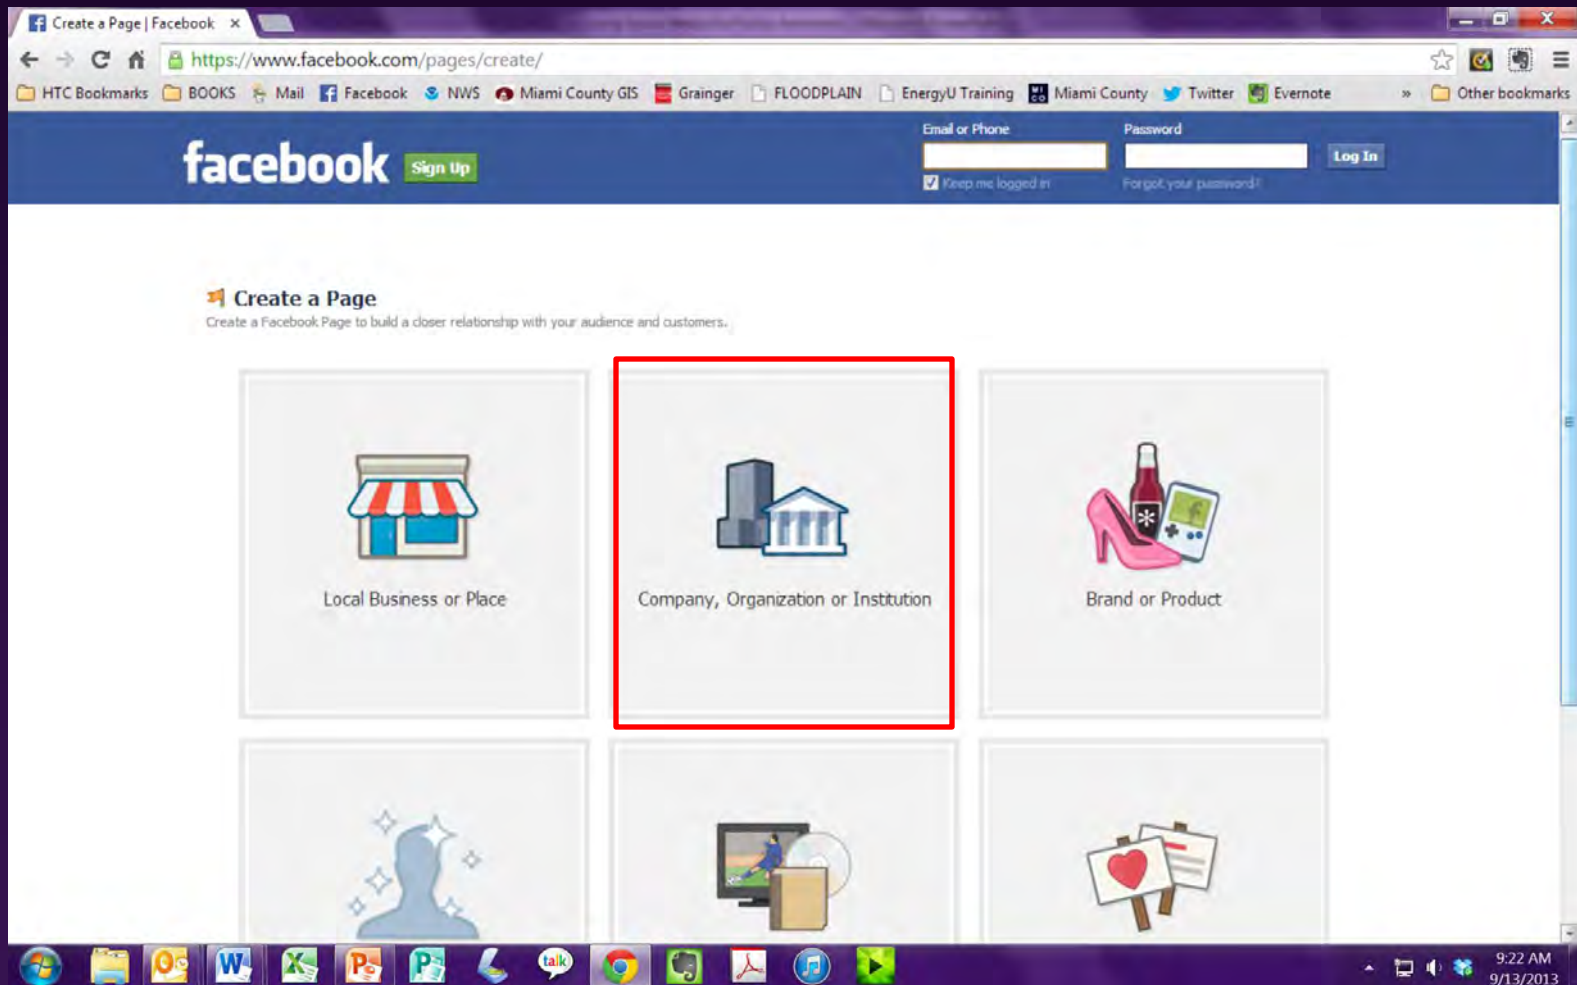 Create a Page | Facebook
https://www.facebook.com/pages/create/
HTC Bookmarks BOOKS Mail Facebook NWS Miami County GIS Grainger FLOODPLAIN EnergyU Training Miami County Twitter Evernote » Other bookmarks
facebook Sign Up
Email or Phone Password
Log In
Keep me logged in Forgot your password?
Create a Page
Create a Facebook Page to build a closer relationship with your audience and customers.
Local Business or Place
Company, Organization or Institution
Brand or Product
talk
9:22 AM
9/13/2013